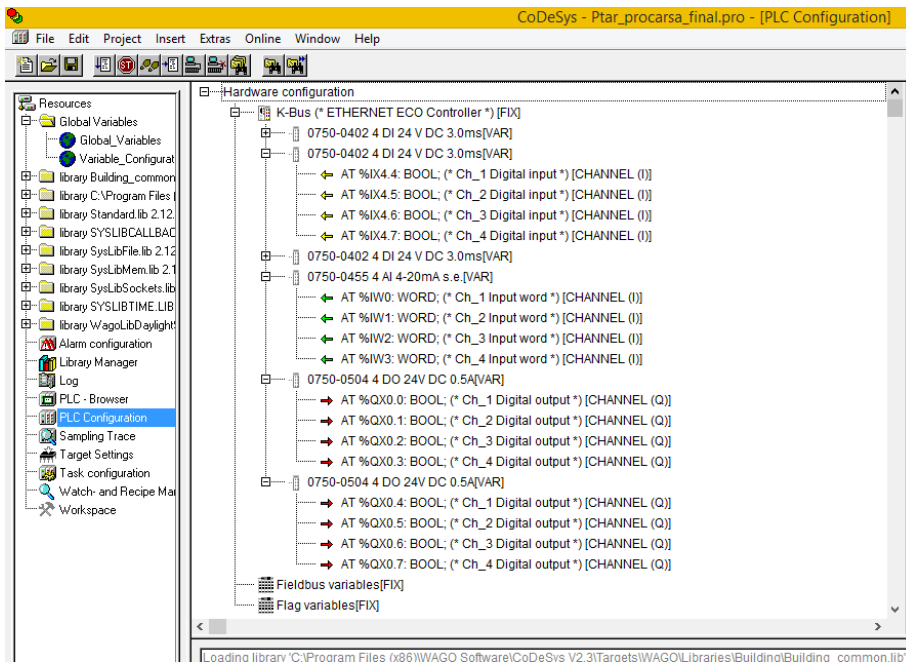 CoDeSys - Ptar_procarsa_final.pro - [PLC Configuration]
File Edit Project Insert Extras Online Window Help
Resources
Global Variables
Global_Variables
Variable_Configurat
library Building_common
library C:\Program Files (
library Standard.lib 2.12.
library SYSLIBCALLBAC
library SysLibFile.lib 2.12
library SysLibMem.lib 2.1
library SysLibSockets.lib
library SYSLIBTIME.LIB
library WagoLibDaylight
Alarm configuration
Library Manager
Log
PLC - Browser
PLC Configuration
Sampling Trace
Target Settings
Task configuration
Watch- and Recipe Ma
Workspace
Hardware configuration
K-Bus (* ETHERNET ECO Controller *) [FIX]
0750-0402 4 DI 24 V DC 3.0ms[VAR]
0750-0402 4 DI 24 V DC 3.0ms[VAR]
AT %IX4.4: BOOL; (* Ch_1 Digital input *) [CHANNEL (I)]
AT %IX4.5: BOOL; (* Ch_2 Digital input *) [CHANNEL (I)]
AT %IX4.6: BOOL; (* Ch_3 Digital input *) [CHANNEL (I)]
AT %IX4.7: BOOL; (* Ch_4 Digital input *) [CHANNEL (I)]
0750-0402 4 DI 24 V DC 3.0ms[VAR]
0750-0455 4 AI 4-20mA s.e.[VAR]
AT %IW0: WORD; (* Ch_1 Input word *) [CHANNEL (I)]
AT %IW1: WORD; (* Ch_2 Input word *) [CHANNEL (I)]
AT %IW2: WORD; (* Ch_3 Input word *) [CHANNEL (I)]
AT %IW3: WORD; (* Ch_4 Input word *) [CHANNEL (I)]
0750-0504 4 DO 24V DC 0.5A[VAR]
AT %QX0.0: BOOL; (* Ch_1 Digital output *) [CHANNEL (Q)]
AT %QX0.1: BOOL; (* Ch_2 Digital output *) [CHANNEL (Q)]
AT %QX0.2: BOOL; (* Ch_3 Digital output *) [CHANNEL (Q)]
AT %QX0.3: BOOL; (* Ch_4 Digital output *) [CHANNEL (Q)]
0750-0504 4 DO 24V DC 0.5A[VAR]
AT %QX0.4: BOOL; (* Ch_1 Digital output *) [CHANNEL (Q)]
AT %QX0.5: BOOL; (* Ch_2 Digital output *) [CHANNEL (Q)]
AT %QX0.6: BOOL; (* Ch_3 Digital output *) [CHANNEL (Q)]
AT %QX0.7: BOOL; (* Ch_4 Digital output *) [CHANNEL (Q)]
Fieldbus variables[FIX]
Flag variables[FIX]
Loading library 'C:\Program Files (x86)\WAGO Software\CoDeSys V2.3\Targets\WAGO\Libraries\Building\Building_common.lib'